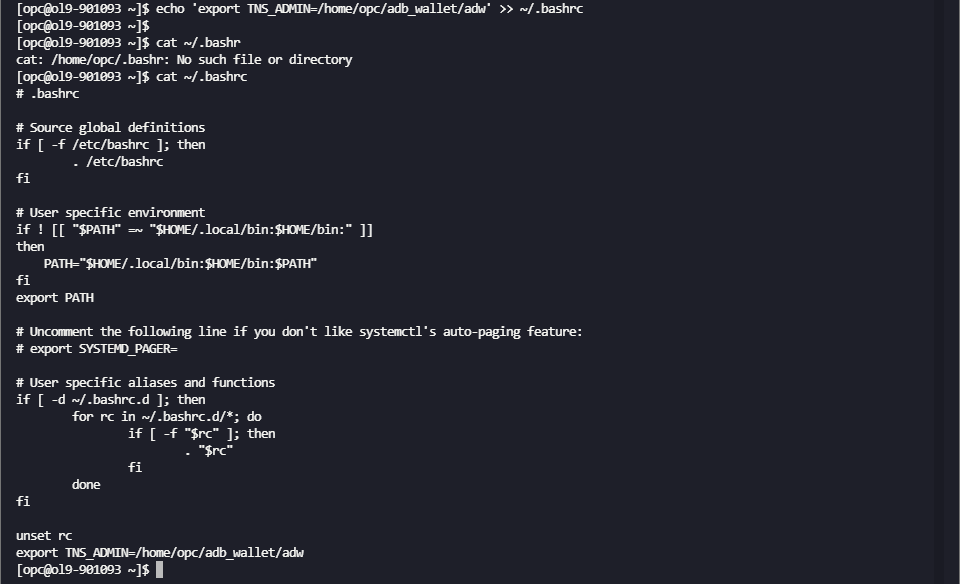 [opc@ol9-901093 ~]$ echo 'export TNS_ADMIN=/home/opc/adb_wallet/adw' >> ~/.bashrc
[opc@ol9-901093 ~]$
[opc@ol9-901093 ~]$ cat ~/.bashr
cat: /home/opc/.bashr: No such file or directory
[opc@ol9-901093 ~]$ cat ~/.bashrc
# .bashrc

# Source global definitions
if [ -f /etc/bashrc ]; then
        . /etc/bashrc
fi

# User specific environment
if ! [[ "$PATH" =~ "$HOME/.local/bin:$HOME/bin:" ]]
then
    PATH="$HOME/.local/bin:$HOME/bin:$PATH"
fi
export PATH

# Uncomment the following line if you don't like systemctl's auto-paging feature:
# export SYSTEMD_PAGER=

# User specific aliases and functions
if [ -d ~/.bashrc.d ]; then
        for rc in ~/.bashrc.d/*; do
                if [ -f "$rc" ]; then
                        . "$rc"
                fi
        done
fi

unset rc
export TNS_ADMIN=/home/opc/adb_wallet/adw
[opc@ol9-901093 ~]$